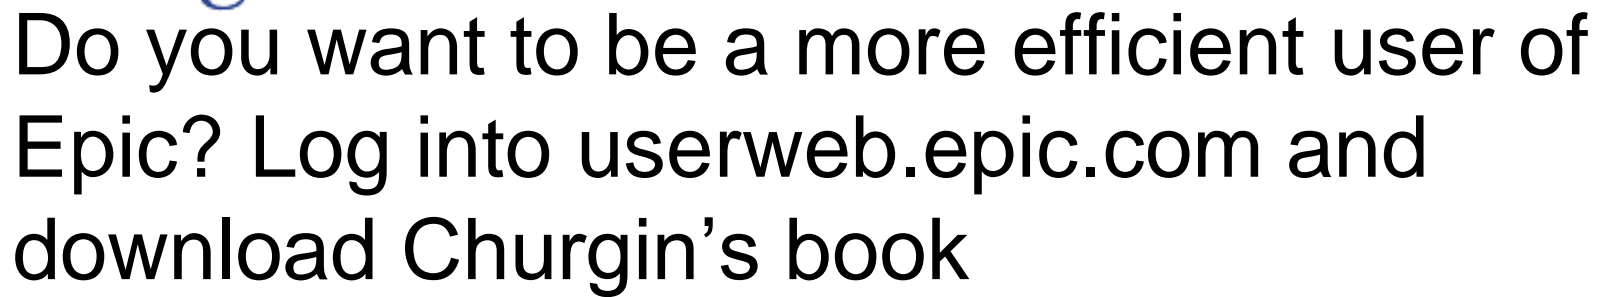 Do you want to be a more efficient user of
Epic? Log into userweb.epic.com and
download Churgin’s book